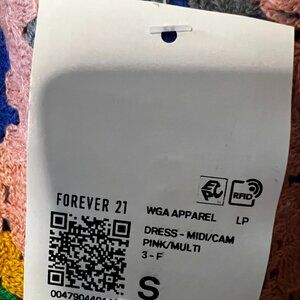 RFID
FOREVER 21
WGA APPAREL LP
DRESS - MIDI/CAM
PINK/MULTI
3 - F
S